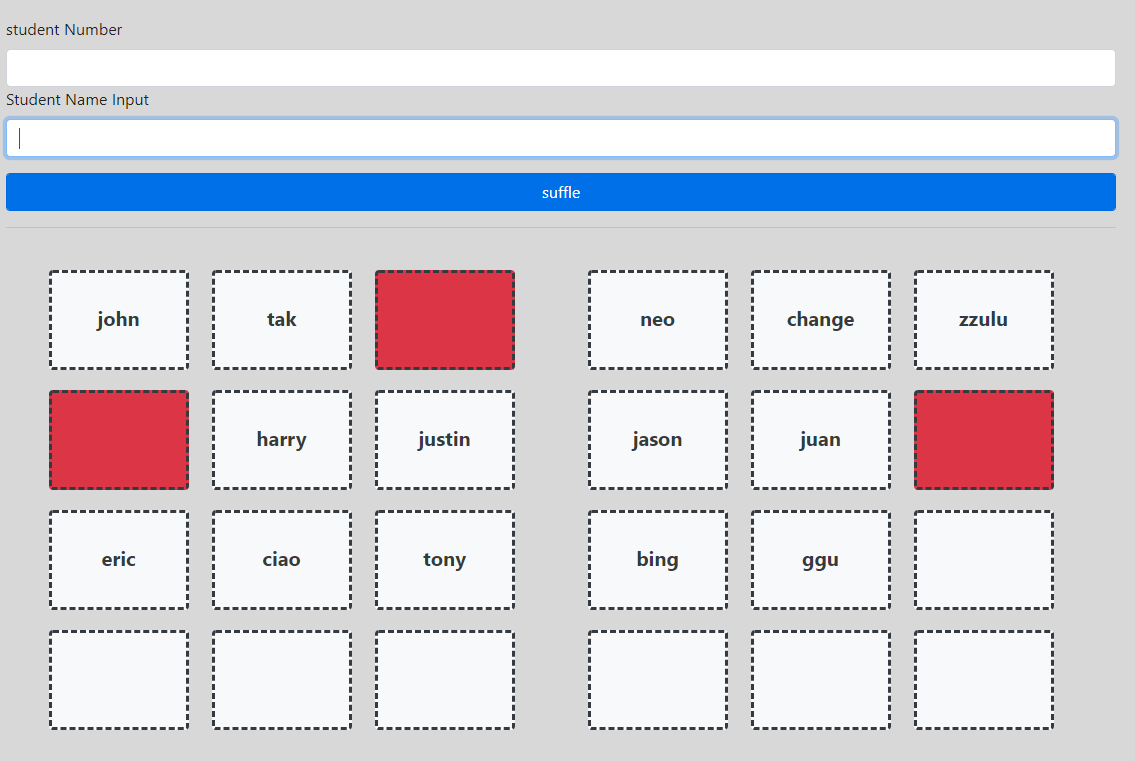 student Number
Student Name Input
suffle
john tak neo change zzulu
harry justin jason juan
eric ciao tony bing ggu